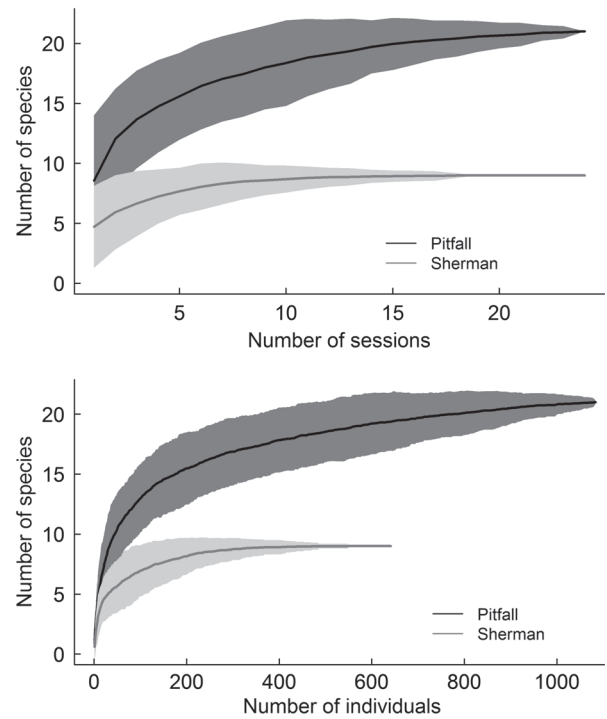 20
15
10
5
0
Number of species
Pitfall
Sherman
5
10
15
20
Number of sessions
20
15
10
5
0
Number of species
Pitfall
Sherman
0
200
400
600
800
1000
Number of individuals